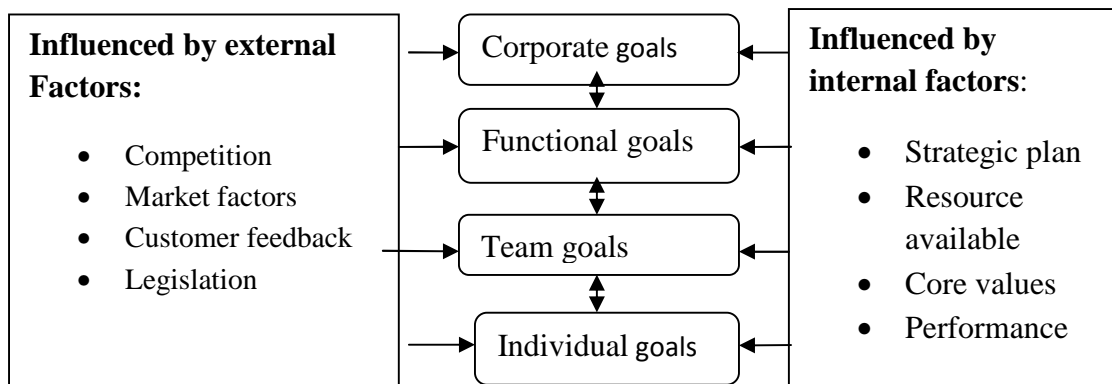 Influenced by external
Factors:
• Competition
• Market factors
• Customer feedback
• Legislation
Corporate goals
Functional goals
Team goals
Individual goals
Influenced by
internal factors:
• Strategic plan
• Resource
available
• Core values
• Performance